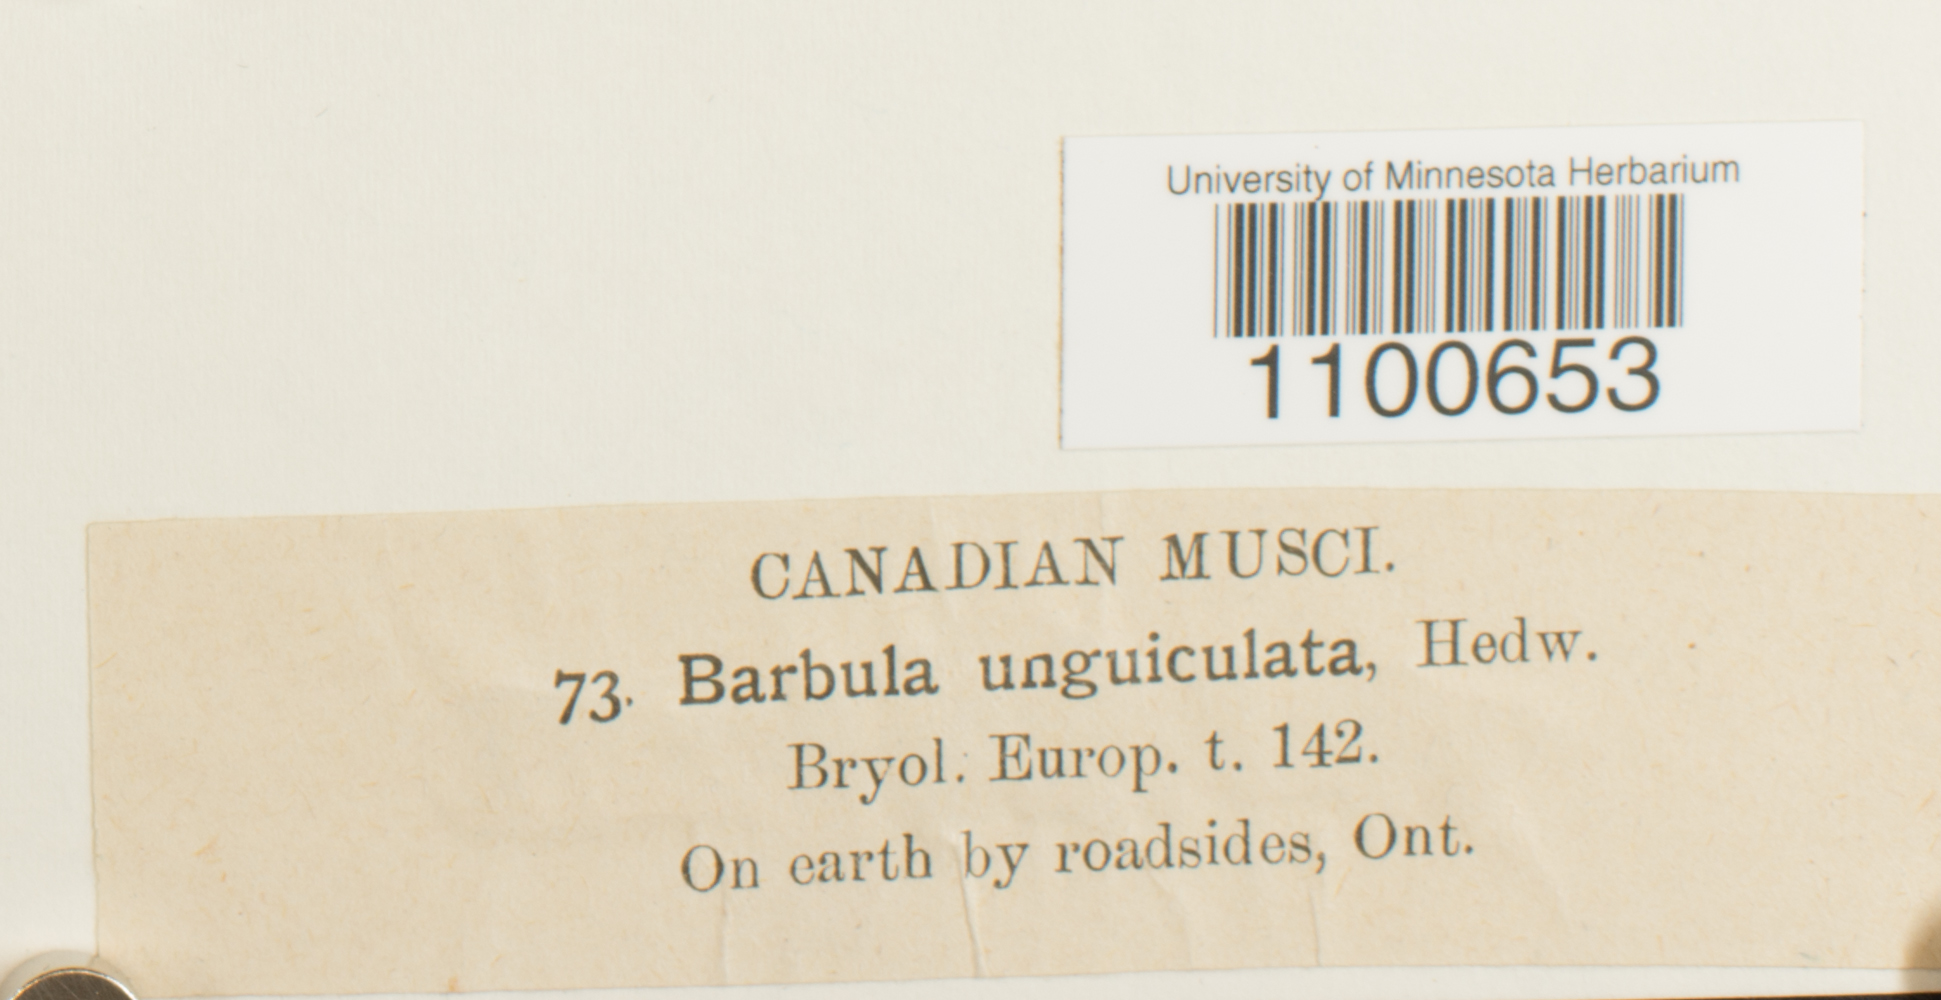 University of Minnesota Herbarium
1100653
CANADIAN MUSCI.
73. Barbula unguiculata, Hedw.
Bryol. Europ. t. 142.
On earth by roadsides, Ont.